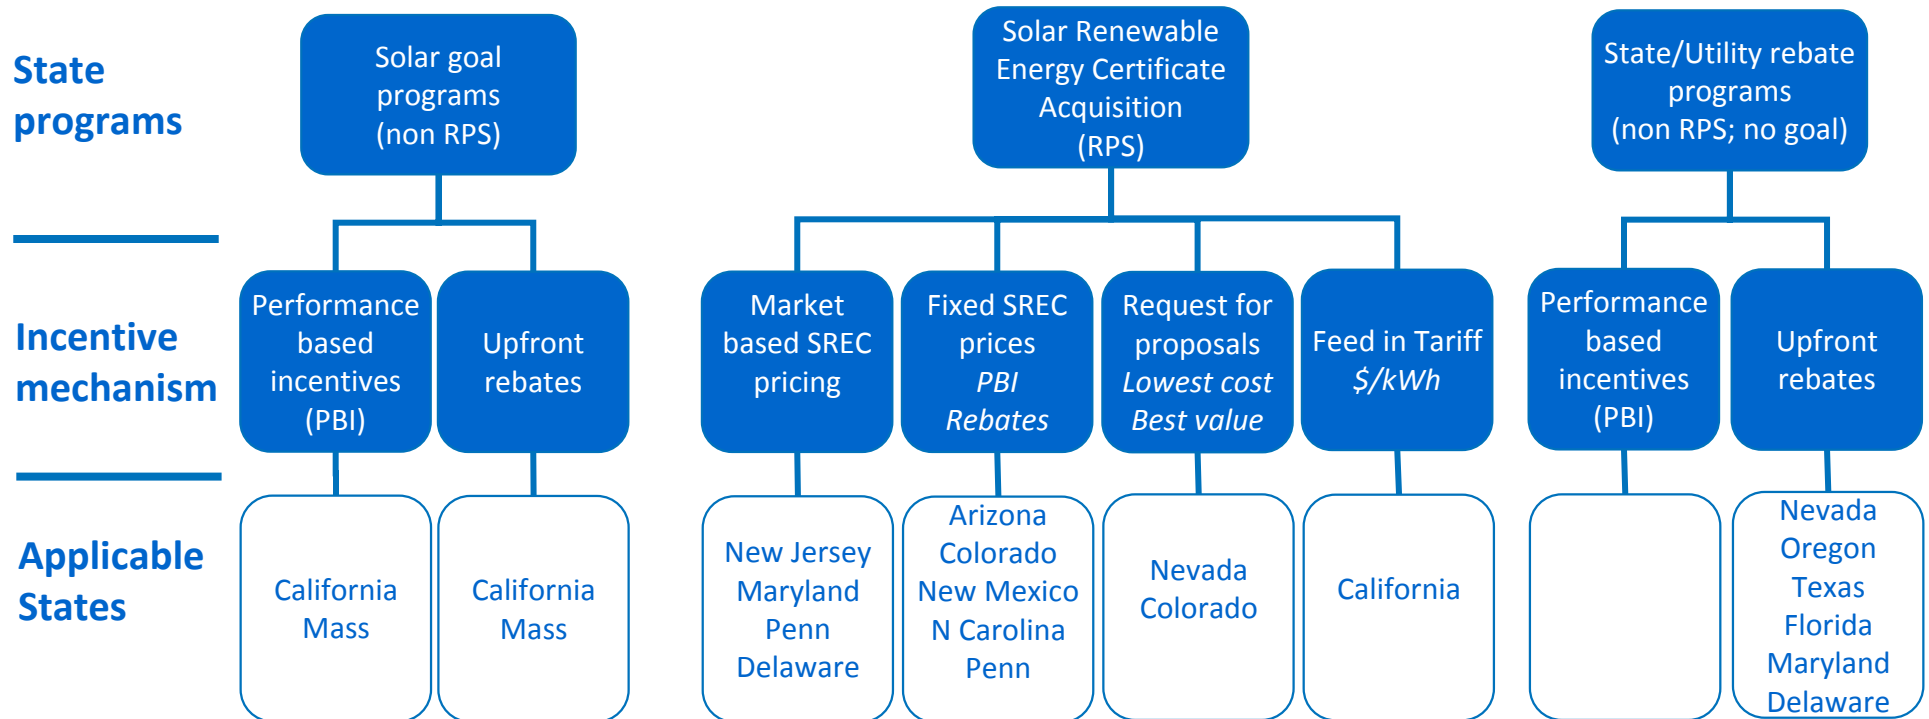 State
programs
Solar goal
programs
(non RPS)
Solar Renewable
Energy Certificate
Acquisition
(RPS)
State/Utility rebate
programs
(non RPS; no goal)
Incentive
mechanism
Performance
based
incentives
(PBI)
Upfront
rebates
Market
based SREC
pricing
Fixed SREC
prices
PBI
Rebates
Request for
proposals
Lowest cost
Best value
Feed in Tariff
$/kWh
Performance
based
incentives
(PBI)
Upfront
rebates
Applicable
States
California
Mass
California
Mass
New Jersey
Maryland
Penn
Delaware
Arizona
Colorado
New Mexico
N Carolina
Penn
Nevada
Colorado
California
Nevada
Oregon
Texas
Florida
Maryland
Delaware